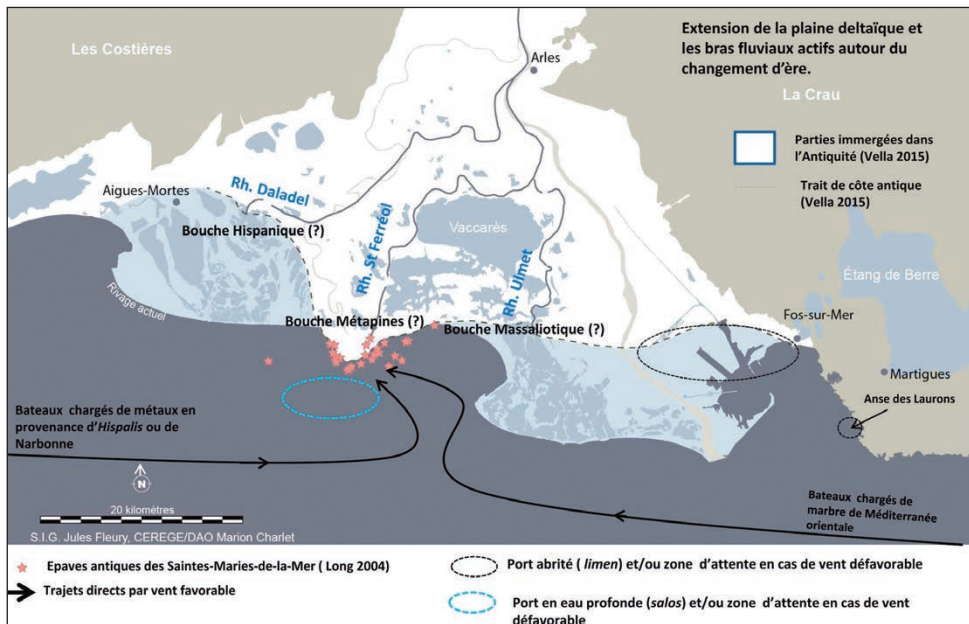 Les Costières
Extension de la plaine deltaïque et
les bras fluviaux actifs autour du
changement d'ère.
Arles
La Crau
Parties immergées dans
l'Antiquité (Vella 2015)
Trait de côte antique
(Vella 2015)
Aigues-Mortes
Rh. Daladel
Bouche Hispanique (?)
Rh. St Ferréol
Vaccarès
Rh. Ulmet
Étang de Berre
Rivage actuel
Bouche Métapines (?)
Bouche Massaliotique (?)
Fos-sur-Mer
Martigues
Anse des Laurons
Bateaux chargés de métaux en
provenance d'Hispalis ou de
Narbonne
N
20 kilomètres
S.I.G. Jules Fleury, CEREGE/DAO Marion Charlet
Bateaux chargés de
marbre de Méditerranée
orientale
Epaves antiques des Saintes-Maries-de-la-Mer ( Long 2004)
Trajets directs par vent favorable
Port abrité ( limen) et/ou zone d'attente en cas de vent défavorable
Port en eau profonde (salos) et/ou zone d'attente en cas de vent
défavorable